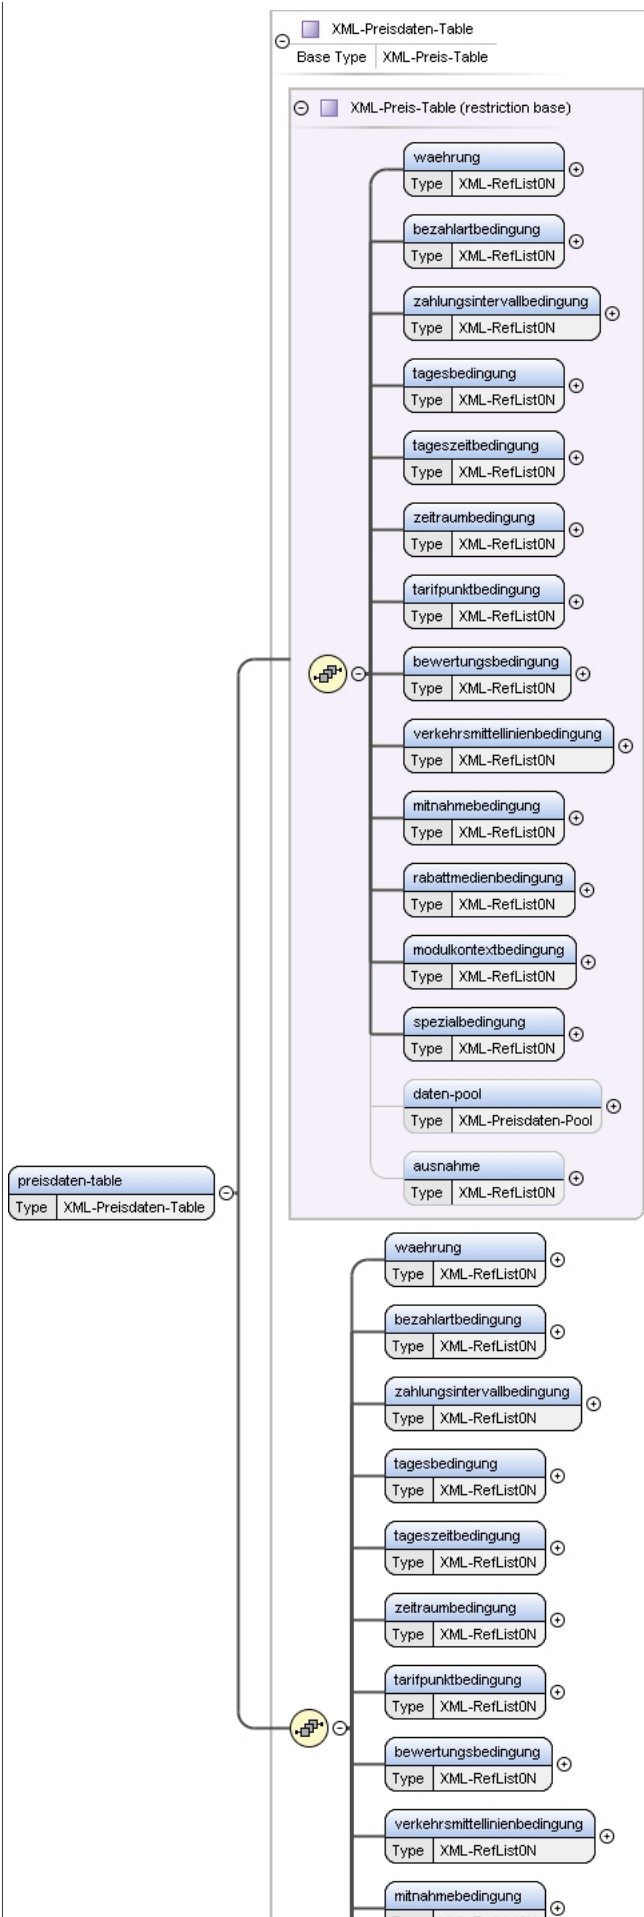 XML-Preisdaten-Table
Base Type XML-Preis-Table
XML-Preis-Table (restriction base)
waehrung
Type XML-RefList0N
bezahlartbedingung
Type XML-RefList0N
zahlungsintervallbedingung
Type XML-RefList0N
tagesbedingung
Type XML-RefList0N
tageszeitbedingung
Type XML-RefList0N
zeitraumbedingung
Type XML-RefList0N
tarifpunktbedingung
Type XML-RefList0N
bewertungsbedingung
Type XML-RefList0N
verkehrsmittellinienbedingung
Type XML-RefList0N
mitnahmebedingung
Type XML-RefList0N
rabattmedienbedingung
Type XML-RefList0N
modulkontextbedingung
Type XML-RefList0N
spezialbedingung
Type XML-RefList0N
daten-pool
Type XML-Preisdaten-Pool
ausnahme
Type XML-RefList0N
preisdaten-table
Type XML-Preisdaten-Table
waehrung
Type XML-RefList0N
bezahlartbedingung
Type XML-RefList0N
zahlungsintervallbedingung
Type XML-RefList0N
tagesbedingung
Type XML-RefList0N
tageszeitbedingung
Type XML-RefList0N
zeitraumbedingung
Type XML-RefList0N
tarifpunktbedingung
Type XML-RefList0N
bewertungsbedingung
Type XML-RefList0N
verkehrsmittellinienbedingung
Type XML-RefList0N
mitnahmebedingung